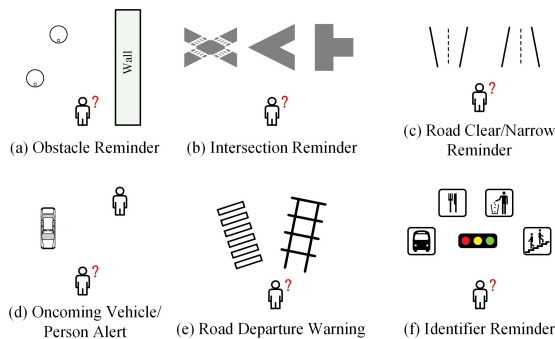 Wall
?
(a) Obstacle Reminder
?
(b) Intersection Reminder
?
(c) Road Clear/Narrow
Reminder
?
(d) Oncoming Vehicle/
Person Alert
?
(e) Road Departure Warning
?
(f) Identifier Reminder